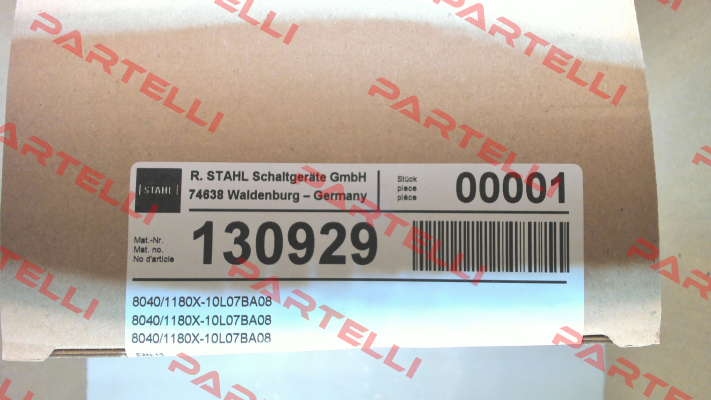 PARTELLI
PARTELLI
PARTELLI
PARTELLI
PARTELLI
PARTELLI
PARTELLI
PARTELLI
PARTELLI
STAHL
R. STAHL Schaltgeräte GmbH
74638 Waldenburg – Germany
Stück
piece
pièce
00001
Mat.-Nr.
Mat. no.
No d'article
130929
8040/1180X-10L07BA08
8040/1180X-10L07BA08
8040/1180X-10L07BA08